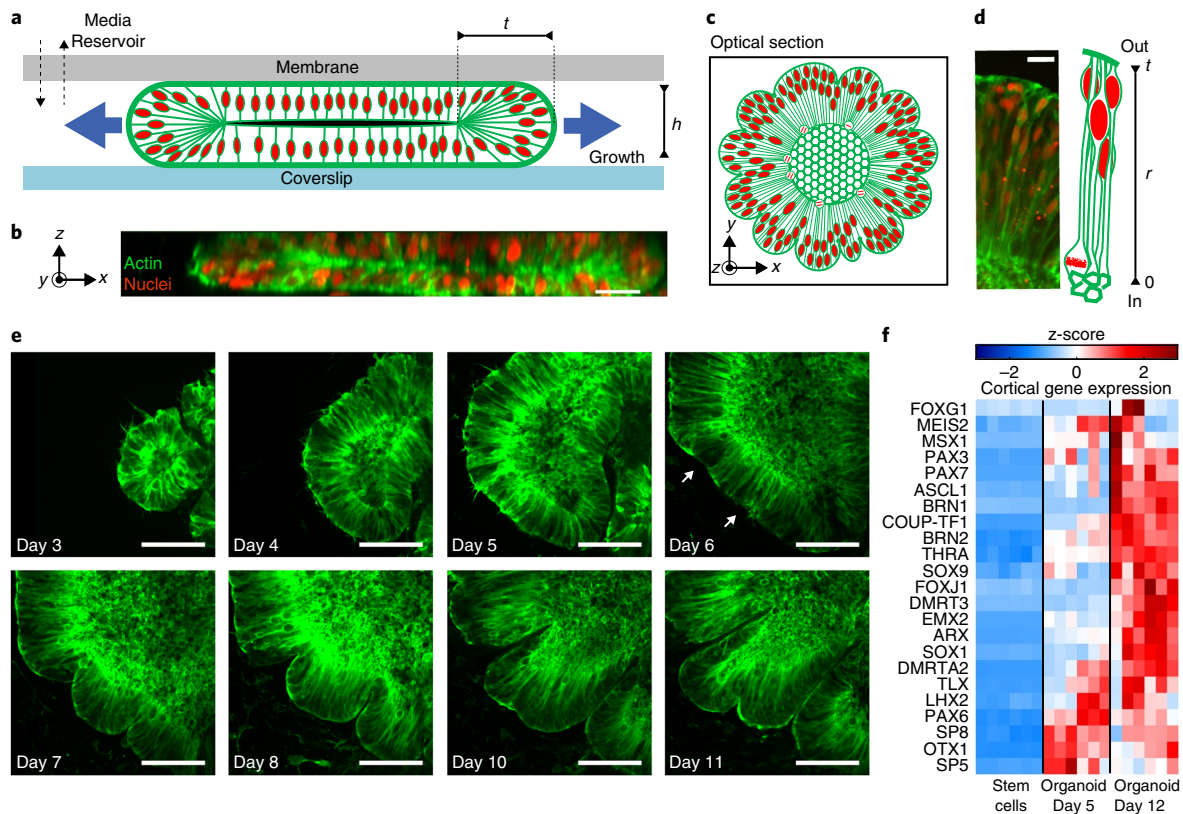 a
Media
Reservoir
t
Membrane
h
Growth
Coverslip
b
z
y
x
Actin
Nuclei
c
Optical section
y
z
x
d
Out
t
r
0
In
e
Day 3
Day 4
Day 5
Day 6
Day 7
Day 8
Day 10
Day 11
f
z-score
–2 0 2
Cortical gene expression
FOXG1
MEIS2
MSX1
PAX3
PAX7
ASCL1
BRN1
COUP-TF1
BRN2
THRA
SOX9
FOXJ1
DMRT3
EMX2
ARX
SOX1
DMRTA2
TLX
LHX2
PAX6
SP8
OTX1
SP5
Stem cells
Organoid Day 5
Organoid Day 12